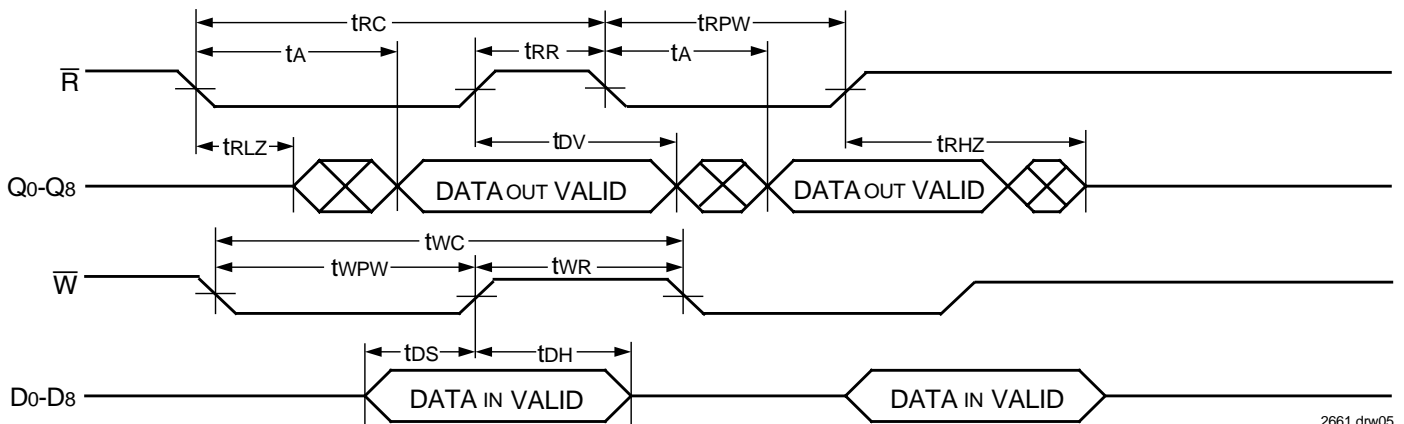 tRC tRPW
tA tRR tA
R̅
tRLZ tDV tRHZ
Q0-Q8 DATA OUT VALID DATA OUT VALID
tWC
W̅ tWPW tWR
tDS tDH
D0-D8 DATA IN VALID DATA IN VALID
2661 drw05